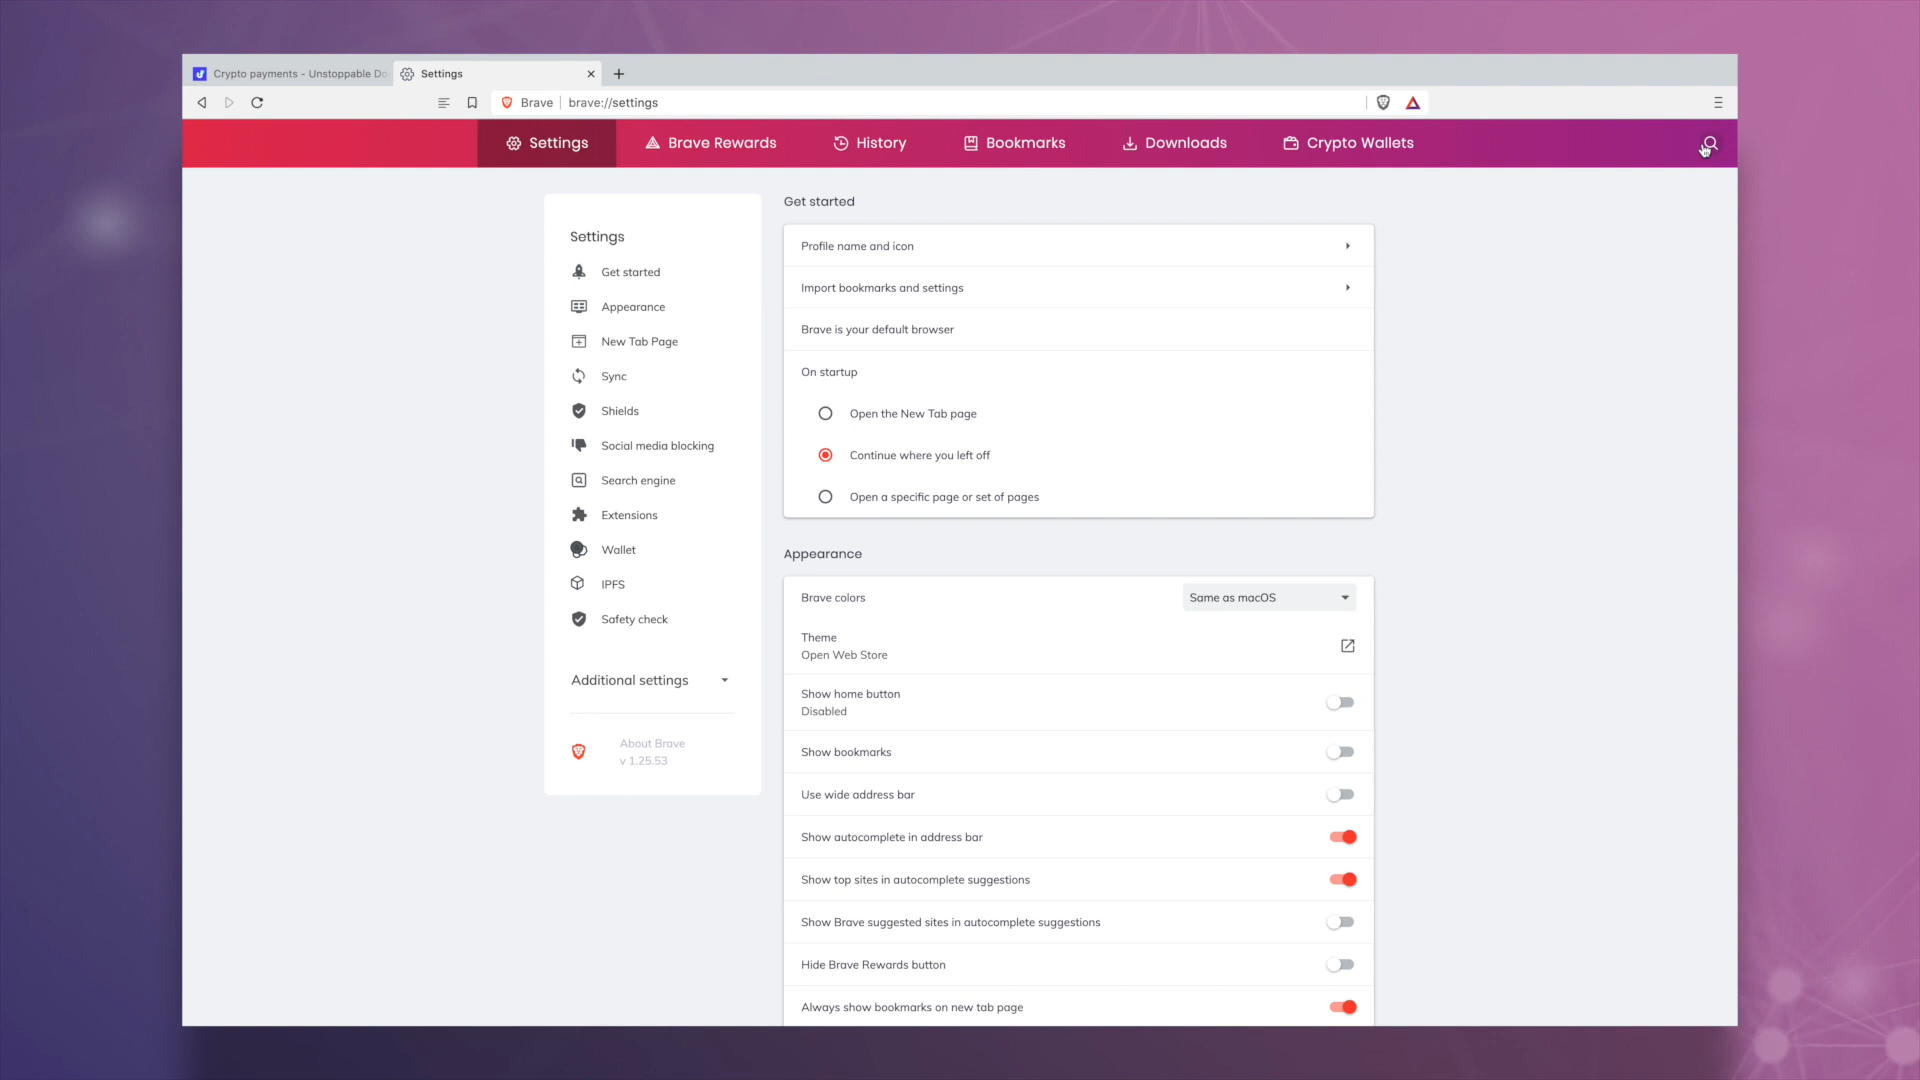 Crypto payments - Unstoppable Do
Settings
Brave
brave://settings
Settings
Brave Rewards
History
Bookmarks
Downloads
Crypto Wallets
Settings
Get started
Appearance
New Tab Page
Sync
Shields
Social media blocking
Search engine
Extensions
Wallet
IPFS
Safety check
Additional settings
About Brave
v 1.25.53
Get started
Profile name and icon
Import bookmarks and settings
Brave is your default browser
On startup
Open the New Tab page
Continue where you left off
Open a specific page or set of pages
Appearance
Brave colors
Same as macOS
Theme
Open Web Store
Show home button
Disabled
Show bookmarks
Use wide address bar
Show autocomplete in address bar
Show top sites in autocomplete suggestions
Show Brave suggested sites in autocomplete suggestions
Hide Brave Rewards button
Always show bookmarks on new tab page